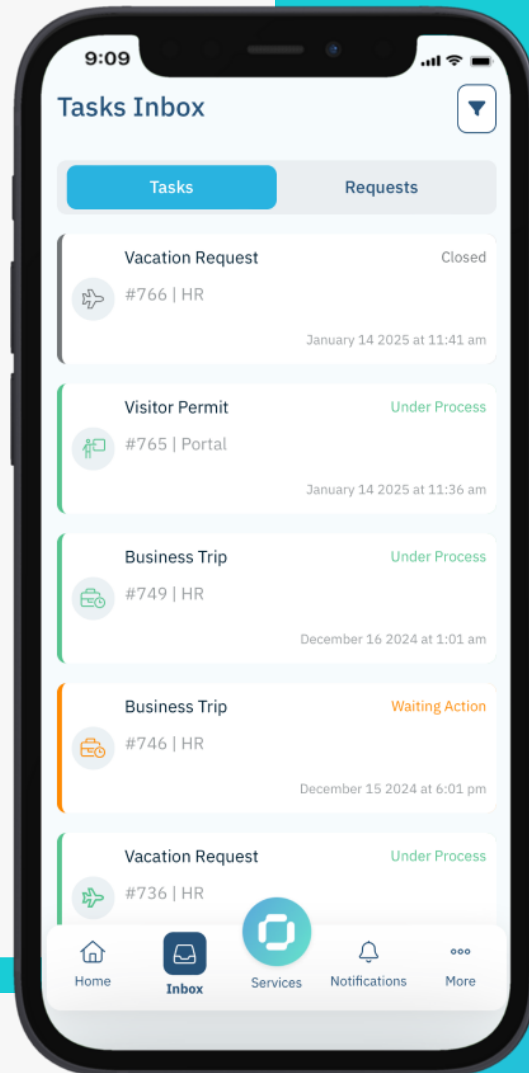 9:09
Tasks Inbox
Tasks
Requests
Vacation Request
Closed
#766 | HR
January 14 2025 at 11:41 am
Visitor Permit
Under Process
#765 | Portal
January 14 2025 at 11:36 am
Business Trip
Under Process
#749 | HR
December 16 2024 at 1:01 am
Business Trip
Waiting Action
#746 | HR
December 15 2024 at 6:01 pm
Vacation Request
Under Process
#736 | HR
Home
Inbox
Services
Notifications
More